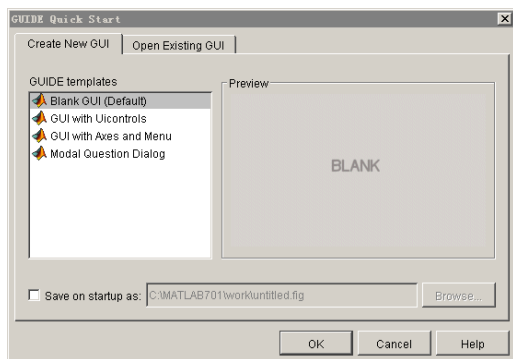 GUIDE Quick Start
Create New GUI
Open Existing GUI
GUIDE templates
Blank GUI (Default)
GUI with Uicontrols
GUI with Axes and Menu
Modal Question Dialog
Preview
BLANK
Save on startup as:
C:\MATLAB701\work\untitled.fig
Browse...
OK
Cancel
Help